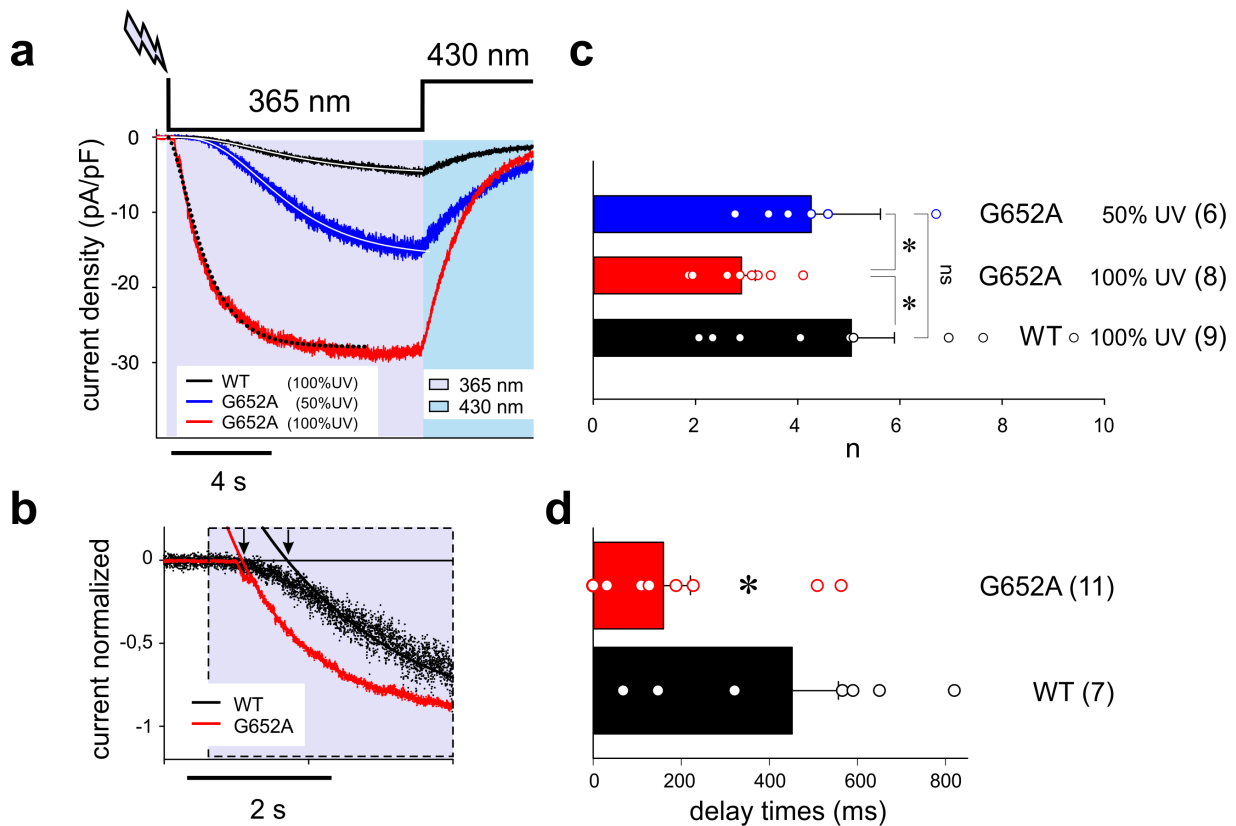 a
365 nm
430 nm
current density (pA/pF)
0
-10
-20
-30
WT (100%UV)
G652A (50%UV)
G652A (100%UV)
365 nm
430 nm
4 s
b
current normalized
0
-0,5
-1
WT
G652A
2 s
c
G652A 50% UV (6)
G652A 100% UV (8)
WT 100% UV (9)
*
*
ns
0 2 4 6 8 10
n
d
G652A (11)
*
WT (7)
0 200 400 600 800
delay times (ms)